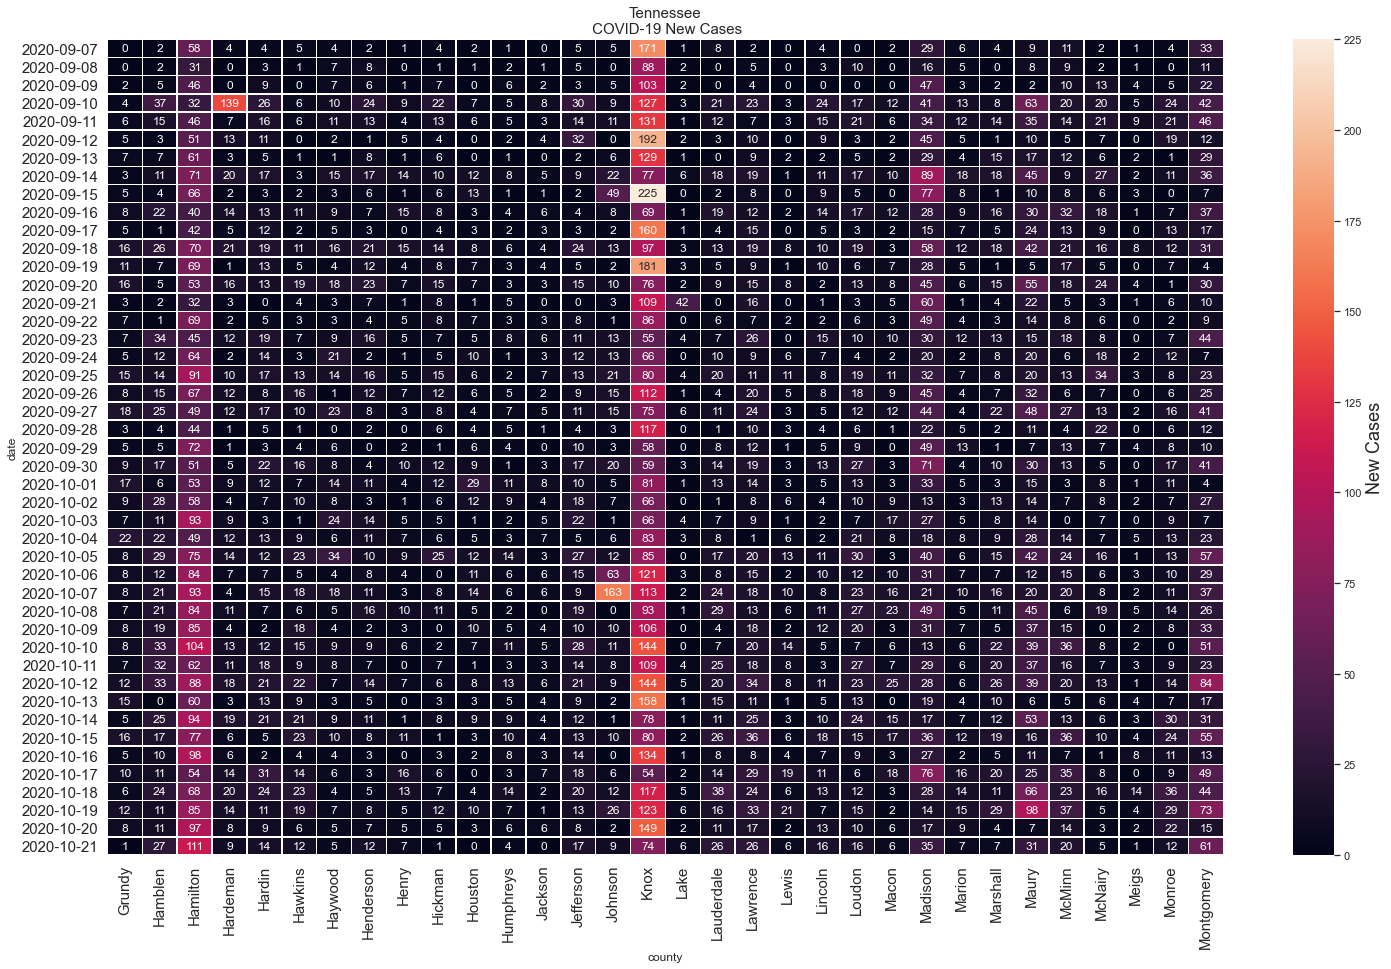 Tennessee
COVID-19 New Cases
2020-09-07 0 2 58 4 4 5 4 2 1 4 2 1 0 5 5 171 1 8 2 0 4 0 2 29 6 4 9 11 2 1 4 33
2020-09-08 0 2 31 0 3 1 7 8 0 1 1 2 1 5 0 88 2 0 5 0 3 10 0 16 5 0 8 9 2 1 0 11
2020-09-09 2 5 46 0 9 0 7 6 1 7 0 6 2 3 5 103 2 0 4 0 0 0 0 47 3 2 2 10 13 4 5 22
2020-09-10 4 37 32 139 26 6 10 24 9 22 7 5 8 30 9 127 3 21 23 3 24 17 12 41 13 8 63 20 20 5 24 42
2020-09-11 6 15 46 7 16 6 11 13 4 13 6 5 3 14 11 131 1 12 7 3 15 21 6 34 12 14 35 14 21 9 21 46
2020-09-12 5 3 51 13 11 0 2 1 5 4 0 2 4 32 0 192 2 3 10 0 9 3 2 45 5 1 10 5 7 0 19 12
2020-09-13 7 7 61 3 5 1 1 8 1 6 0 1 0 2 6 129 1 0 9 2 2 5 2 29 4 15 17 12 6 2 1 29
2020-09-14 3 11 71 20 17 3 15 17 14 10 12 8 5 9 22 77 6 18 19 1 11 17 10 89 18 18 45 9 27 2 11 36
2020-09-15 5 4 66 2 3 2 3 6 1 6 13 1 1 2 49 225 0 2 8 0 9 5 0 77 8 1 10 8 6 3 0 7
2020-09-16 8 22 40 14 13 11 9 7 15 8 3 4 6 4 8 69 1 19 12 2 14 17 12 28 9 16 30 32 18 1 7 37
2020-09-17 5 1 42 5 12 2 5 3 0 4 3 2 3 3 2 160 1 4 15 0 5 3 2 15 7 5 24 13 9 0 13 17
2020-09-18 16 26 70 21 19 11 16 21 15 14 8 6 4 24 13 97 3 13 19 8 10 19 3 58 12 18 42 21 16 8 12 31
2020-09-19 11 7 69 1 13 5 4 12 4 8 7 3 4 5 2 181 3 5 9 1 10 6 7 28 5 1 5 17 5 0 7 4
2020-09-20 16 5 53 16 13 19 18 23 7 15 7 3 3 15 10 76 2 9 15 8 2 13 8 45 6 15 55 18 24 4 1 30
2020-09-21 3 2 32 3 0 4 3 7 1 8 1 5 0 0 3 109 42 0 16 0 1 3 5 60 1 4 22 5 3 1 6 10
2020-09-22 7 1 69 2 5 3 3 4 5 8 7 3 3 8 1 86 0 6 7 2 2 6 3 49 4 3 14 8 6 0 2 9
2020-09-23 7 34 45 12 19 7 9 16 5 7 5 8 6 11 13 55 4 7 26 0 15 10 10 30 12 13 15 18 8 0 7 44
2020-09-24 5 12 64 2 14 3 21 2 1 5 10 1 3 12 13 66 0 10 9 6 7 4 2 20 2 8 20 6 18 2 12 7
2020-09-25 15 14 91 10 17 13 14 16 5 15 6 2 7 13 21 80 4 20 11 11 8 19 11 32 7 8 20 13 34 3 8 23
2020-09-26 8 15 67 12 8 16 1 12 7 12 6 5 2 9 15 112 1 4 20 5 8 18 9 45 4 7 32 6 7 0 6 25
2020-09-27 18 25 49 12 17 10 23 8 3 8 4 7 5 11 15 75 6 11 24 3 5 12 12 44 4 22 48 27 13 2 16 41
2020-09-28 3 4 44 1 5 1 0 2 0 6 4 5 1 4 3 117 0 1 10 3 4 6 1 22 5 2 11 4 22 0 6 12
2020-09-29 5 5 72 1 3 4 6 0 2 1 6 4 0 10 3 58 0 8 12 1 5 9 0 49 13 1 7 13 7 4 8 10
2020-09-30 9 17 51 5 22 16 8 4 10 12 9 1 3 17 20 59 3 14 19 3 13 27 3 71 4 10 30 13 5 0 17 41
2020-10-01 17 6 53 9 12 7 14 11 4 12 29 11 8 10 5 81 1 13 14 3 5 13 3 33 5 3 15 3 8 1 11 4
2020-10-02 9 28 58 4 7 10 8 3 1 6 12 9 4 18 7 66 0 1 8 6 4 10 9 13 3 13 14 7 8 2 7 27
2020-10-03 7 11 93 9 3 1 24 14 5 5 1 2 5 22 1 66 4 7 9 1 2 7 17 27 5 8 14 0 7 0 9 7
2020-10-04 22 22 49 12 13 9 6 11 7 6 5 3 7 5 6 83 3 8 1 6 2 21 8 18 8 9 28 14 7 5 13 23
2020-10-05 8 29 75 14 12 23 34 10 9 25 12 14 3 27 12 85 0 17 20 13 11 30 3 40 6 15 42 24 16 1 13 57
2020-10-06 8 12 84 7 7 5 4 8 4 0 11 6 6 15 63 121 3 8 15 2 10 12 10 31 7 7 12 15 6 3 10 29
2020-10-07 8 21 93 4 15 18 18 11 3 8 14 6 6 9 163 113 2 24 18 10 8 23 16 21 10 16 20 20 8 2 11 37
2020-10-08 7 21 84 11 7 6 5 16 10 11 5 2 0 19 0 93 1 29 13 6 11 27 23 49 5 11 45 6 19 5 14 26
2020-10-09 8 19 85 4 2 18 4 2 3 0 10 5 4 10 10 106 0 4 18 2 12 20 3 31 7 5 37 15 0 2 8 33
2020-10-10 8 33 104 13 12 15 9 9 6 2 7 11 5 28 11 144 0 7 20 14 5 7 6 13 6 22 39 36 8 2 0 51
2020-10-11 7 32 62 11 18 9 8 7 0 7 1 3 3 14 8 109 4 25 18 8 3 27 7 29 6 20 37 16 7 3 9 23
2020-10-12 12 33 88 18 21 22 7 14 7 6 8 13 6 21 9 144 5 20 34 8 11 23 25 28 6 26 39 20 13 1 14 84
2020-10-13 15 0 60 3 13 9 3 5 0 3 3 5 4 9 2 158 1 15 11 1 5 13 0 19 4 10 6 5 6 4 7 17
2020-10-14 5 25 94 19 21 21 9 11 1 8 9 9 4 12 1 78 1 11 25 3 10 24 15 17 7 12 53 13 6 3 30 31
2020-10-15 16 17 77 6 5 23 10 8 11 1 3 10 4 13 10 80 2 26 36 6 18 15 17 36 12 19 16 36 10 4 24 55
2020-10-16 5 10 98 6 2 4 4 3 0 3 2 8 3 14 0 134 1 8 8 4 7 9 3 27 2 5 11 7 1 8 11 13
2020-10-17 10 11 54 14 31 14 6 3 16 6 0 3 7 18 6 54 2 14 29 19 11 6 18 76 16 20 25 35 8 0 9 49
2020-10-18 6 24 68 20 24 23 4 5 13 7 4 14 2 20 12 117 5 38 24 6 13 12 3 28 14 11 66 23 16 14 36 44
2020-10-19 12 11 85 14 11 19 7 8 5 12 10 7 1 13 26 123 6 16 33 21 7 15 2 14 15 29 98 37 5 4 29 73
2020-10-20 8 11 97 8 9 6 5 7 5 5 3 6 6 8 2 149 2 11 17 2 13 10 6 17 9 4 7 14 3 2 22 15
2020-10-21 1 27 111 9 14 12 5 12 7 1 0 4 0 17 9 74 6 26 26 6 16 16 6 35 7 7 31 20 5 1 12 61
date
Grundy Hamblen Hamilton Hardeman Hardin Hawkins Haywood Henderson Henry Hickman Houston Humphreys Jackson Jefferson Johnson Knox Lake Lauderdale Lawrence Lewis Lincoln Loudon Macon Madison Marion Marshall Maury McMinn McNairy Meigs Monroe Montgomery
county
225
200
175
150
125
100
75
50
25
0
New Cases